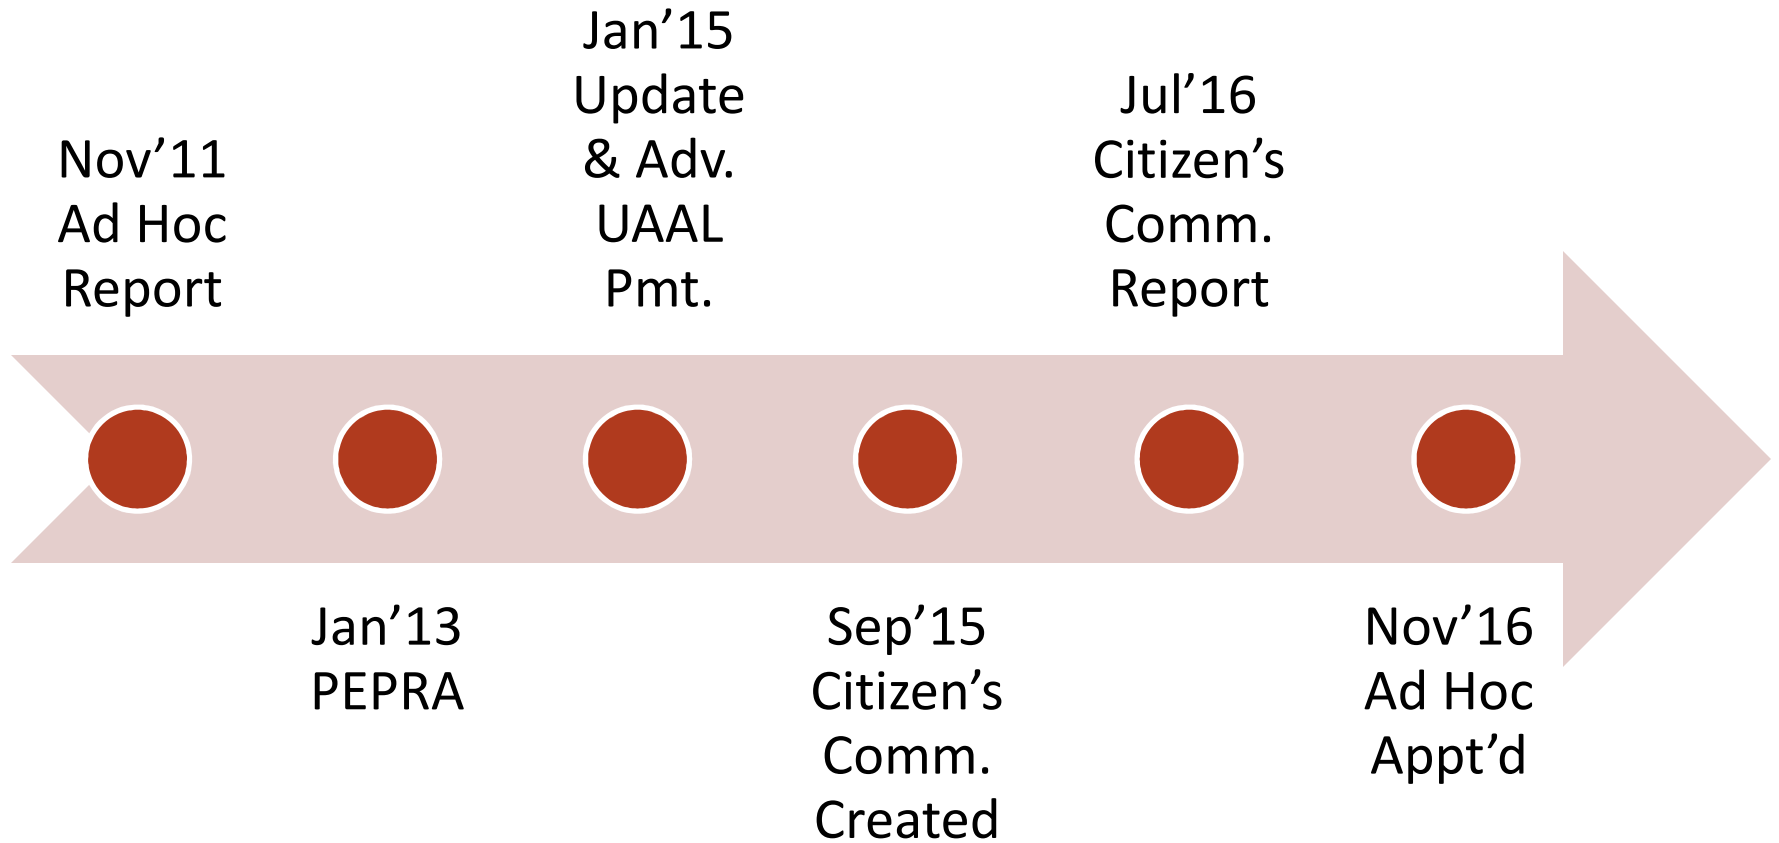 Nov’11
Ad Hoc
Report
Jan’13
PEPRA
Jan’15
Update
& Adv.
UAAL
Pmt.
Sep’15
Citizen’s
Comm.
Created
Jul’16
Citizen’s
Comm.
Report
Nov’16
Ad Hoc
Appt’d